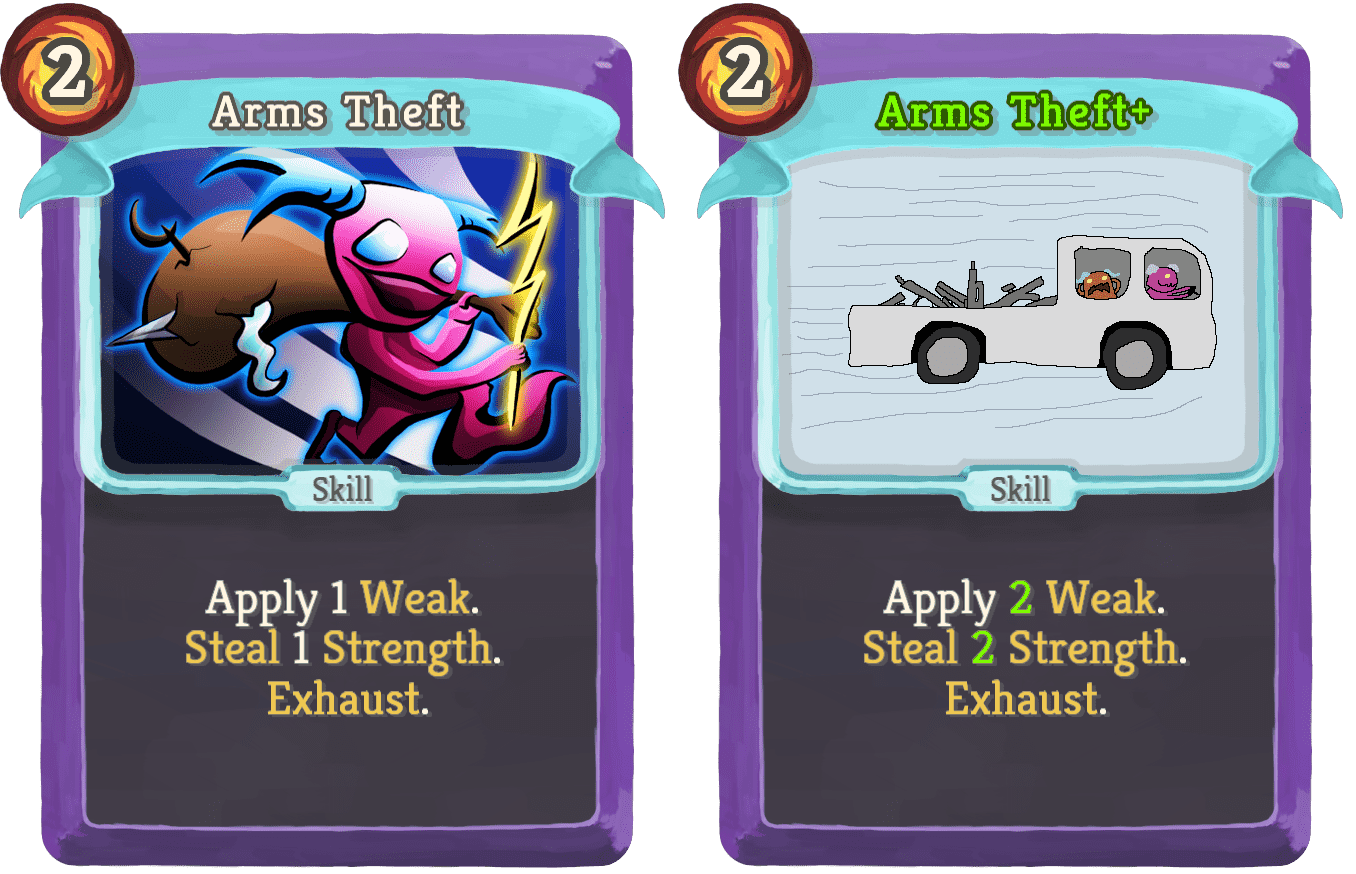 2
Arms Theft
Skill
Apply 1 Weak.
Steal 1 Strength.
Exhaust.
2
Arms Theft+
Skill
Apply 2 Weak.
Steal 2 Strength.
Exhaust.